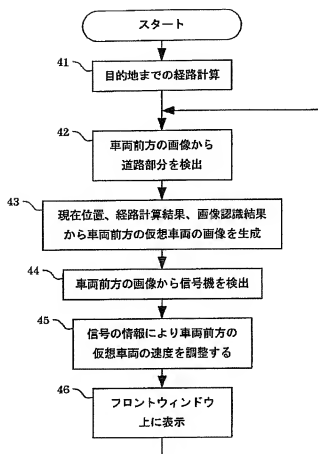 スタート
41
目的地までの経路計算
42
車両前方の画像から
道路部分を検出
43
現在位置、経路計算結果、画像認識結果
から車両前方の仮想車両の画像を生成
44
車両前方の画像から信号機を検出
45
信号の情報により車両前方の
仮想車両の速度を調整する
46
フロントウィンドウ
上に表示